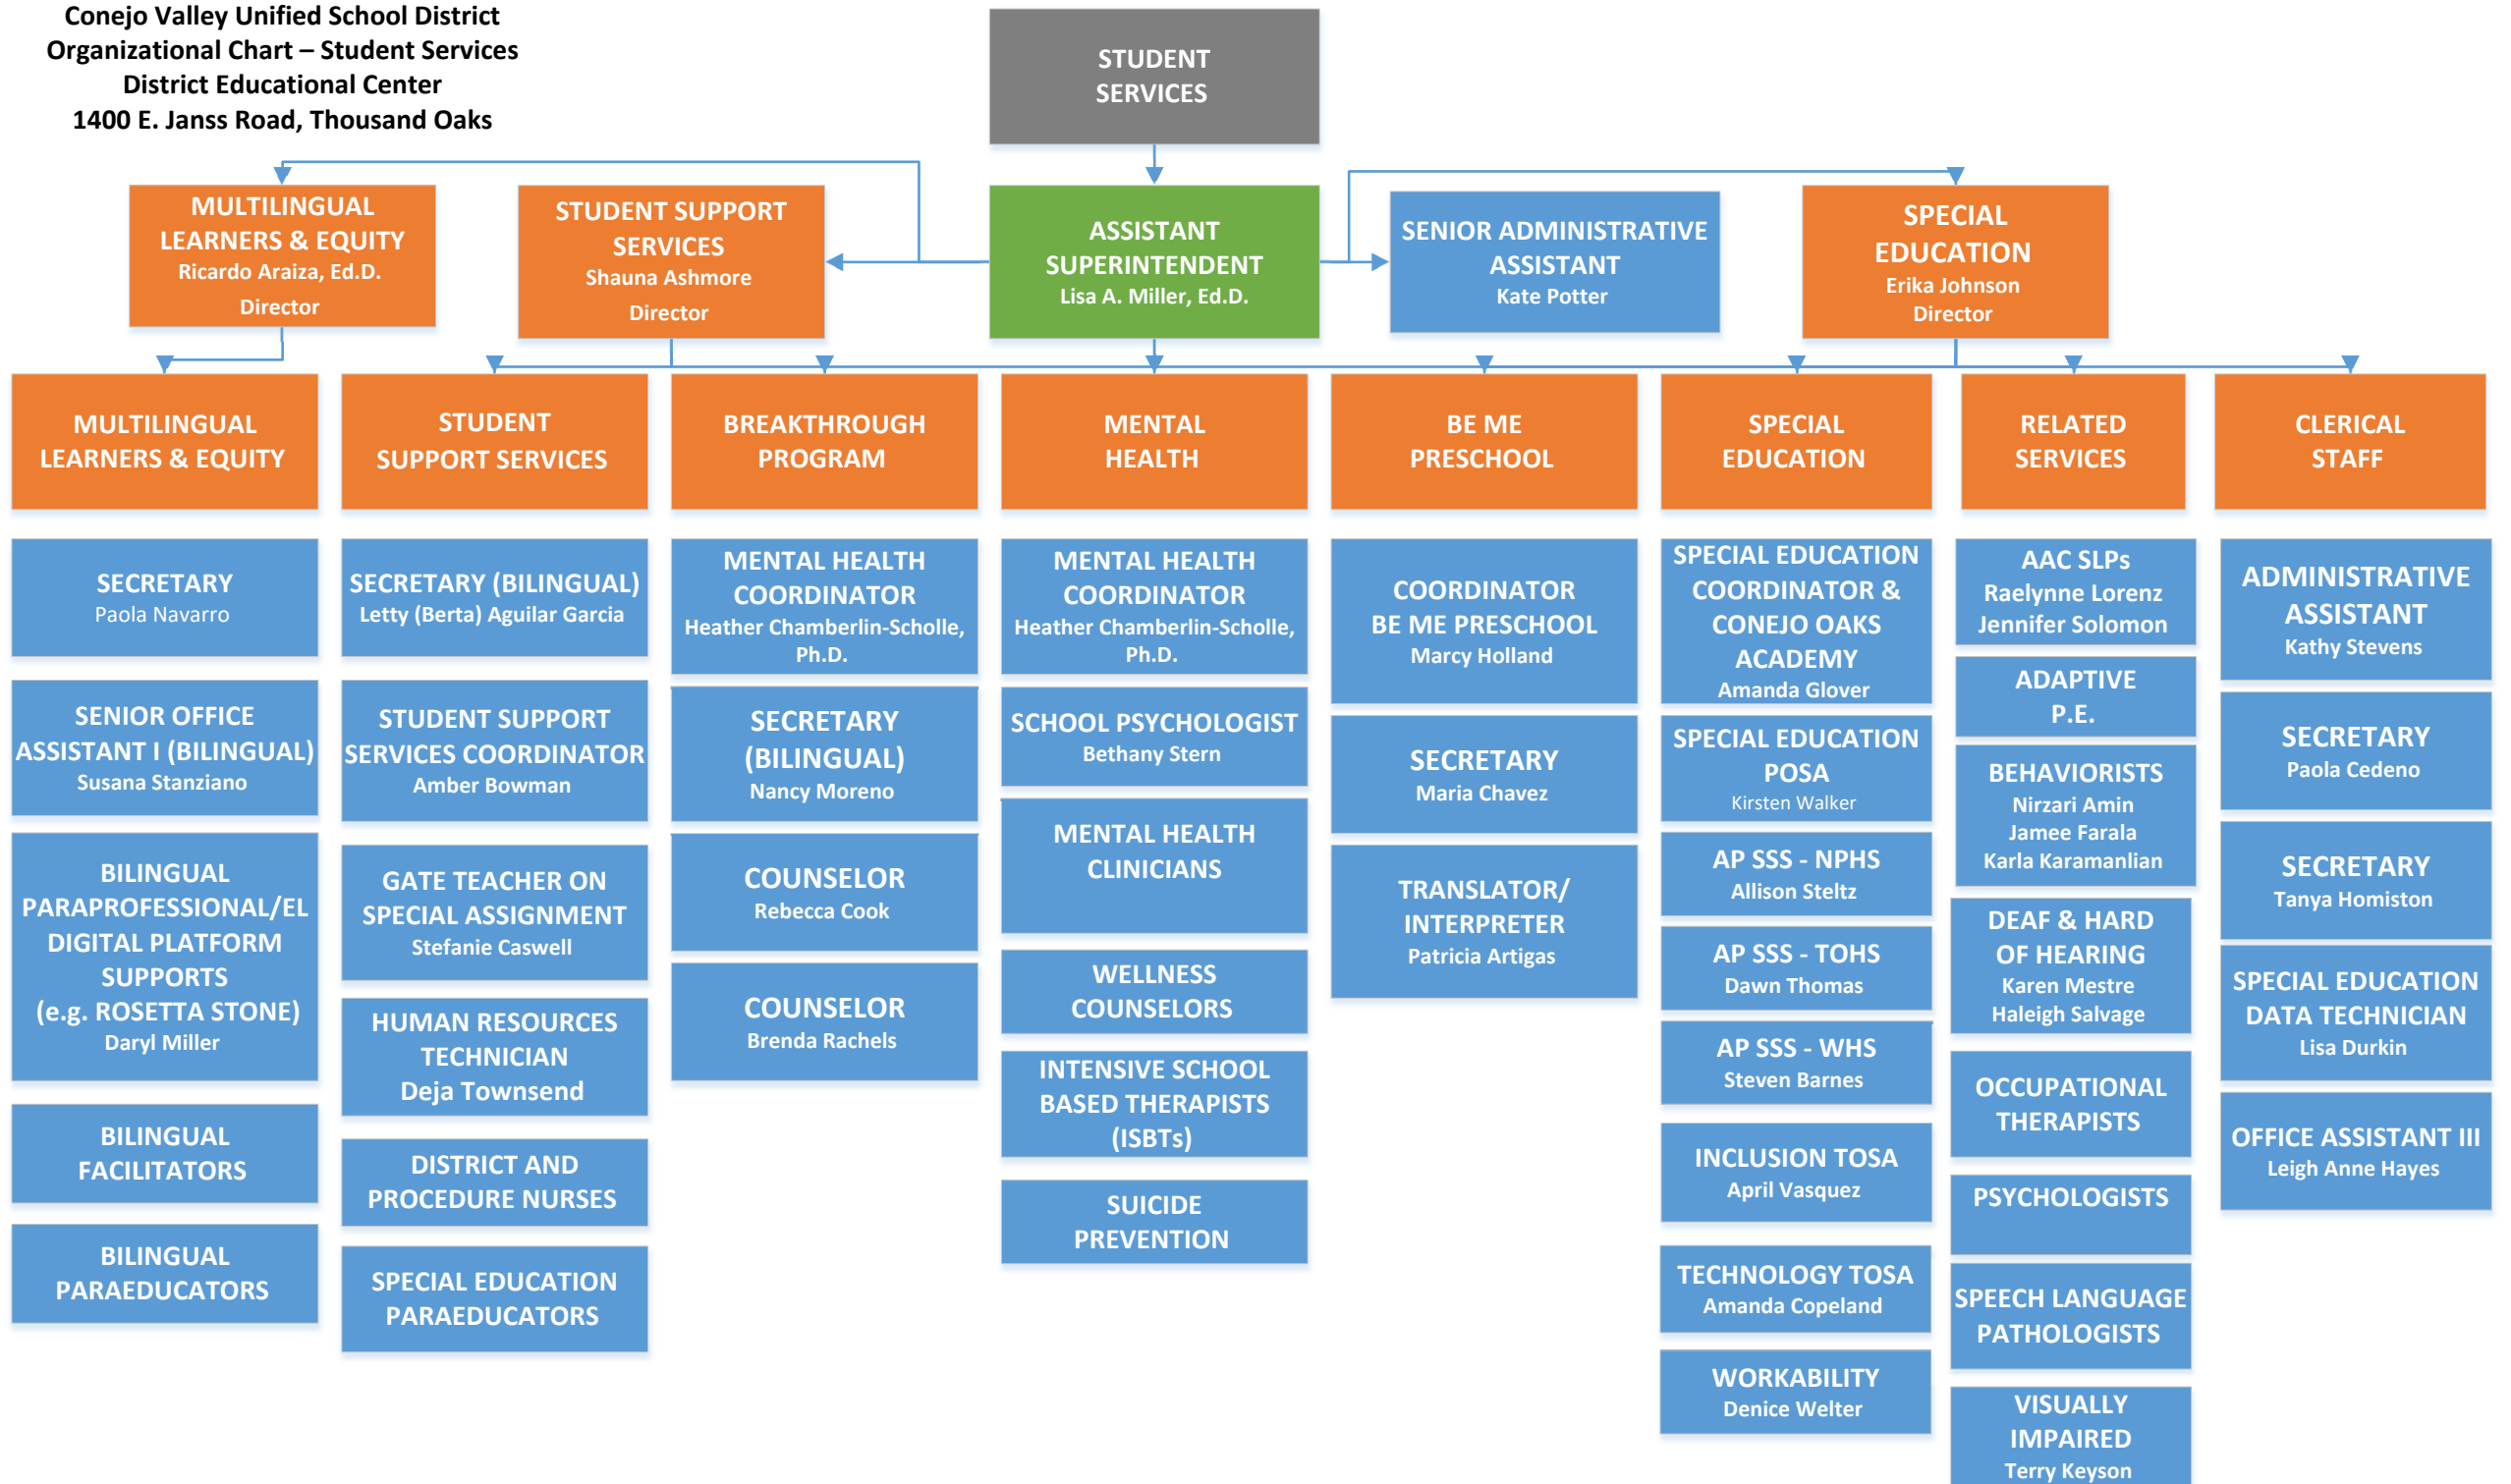 Conejo Valley Unified School District
Organizational Chart – Student Services
District Educational Center
1400 E. Janss Road, Thousand Oaks
STUDENT
SERVICES
MULTILINGUAL
LEARNERS & EQUITY
Ricardo Araiza, Ed.D.
Director
STUDENT SUPPORT
SERVICES
Shauna Ashmore
Director
ASSISTANT
SUPERINTENDENT
Lisa A. Miller, Ed.D.
SENIOR ADMINISTRATIVE
ASSISTANT
Kate Potter
SPECIAL
EDUCATION
Erika Johnson
Director
MULTILINGUAL
LEARNERS & EQUITY
STUDENT
SUPPORT SERVICES
BREAKTHROUGH
PROGRAM
MENTAL
HEALTH
BE ME
PRESCHOOL
SPECIAL
EDUCATION
RELATED
SERVICES
CLERICAL
STAFF
SECRETARY
Paola Navarro
SENIOR OFFICE
ASSISTANT I (BILINGUAL)
Susana Stanziano
BILINGUAL
PARAPROFESSIONAL/EL
DIGITAL PLATFORM
SUPPORTS
(e.g. ROSETTA STONE)
Daryl Miller
BILINGUAL
FACILITATORS
BILINGUAL
PARAEDUCATORS
SECRETARY (BILINGUAL)
Letty (Berta) Aguilar Garcia
STUDENT SUPPORT
SERVICES COORDINATOR
Amber Bowman
GATE TEACHER ON
SPECIAL ASSIGNMENT
Stefanie Caswell
HUMAN RESOURCES
TECHNICIAN
Deja Townsend
DISTRICT AND
PROCEDURE NURSES
SPECIAL EDUCATION
PARAEDUCATORS
MENTAL HEALTH
COORDINATOR
Heather Chamberlin-Scholle,
Ph.D.
SECRETARY
(BILINGUAL)
Nancy Moreno
COUNSELOR
Rebecca Cook
COUNSELOR
Brenda Rachels
MENTAL HEALTH
COORDINATOR
Heather Chamberlin-Scholle,
Ph.D.
SCHOOL PSYCHOLOGIST
Bethany Stern
MENTAL HEALTH
CLINICIANS
WELLNESS
COUNSELORS
INTENSIVE SCHOOL
BASED THERAPISTS
(ISBTs)
SUICIDE
PREVENTION
COORDINATOR
BE ME PRESCHOOL
Marcy Holland
SECRETARY
Maria Chavez
TRANSLATOR/
INTERPRETER
Patricia Artigas
SPECIAL EDUCATION
COORDINATOR &
CONEJO OAKS
ACADEMY
Amanda Glover
SPECIAL EDUCATION
POSA
Kirsten Walker
AP SSS - NPHS
Allison Steltz
AP SSS - TOHS
Dawn Thomas
AP SSS - WHS
Steven Barnes
INCLUSION TOSA
April Vasquez
TECHNOLOGY TOSA
Amanda Copeland
WORKABILITY
Denice Welter
AAC SLPs
Raelynne Lorenz
Jennifer Solomon
ADAPTIVE
P.E.
BEHAVIORISTS
Nirzari Amin
Jamee Farala
Karla Karamanlian
DEAF & HARD
OF HEARING
Karen Mestre
Haleigh Salvage
OCCUPATIONAL
THERAPISTS
PSYCHOLOGISTS
SPEECH LANGUAGE
PATHOLOGISTS
VISUALLY
IMPAIRED
Terry Keyson
ADMINISTRATIVE
ASSISTANT
Kathy Stevens
SECRETARY
Paola Cedeno
SECRETARY
Tanya Homiston
SPECIAL EDUCATION
DATA TECHNICIAN
Lisa Durkin
OFFICE ASSISTANT III
Leigh Anne Hayes